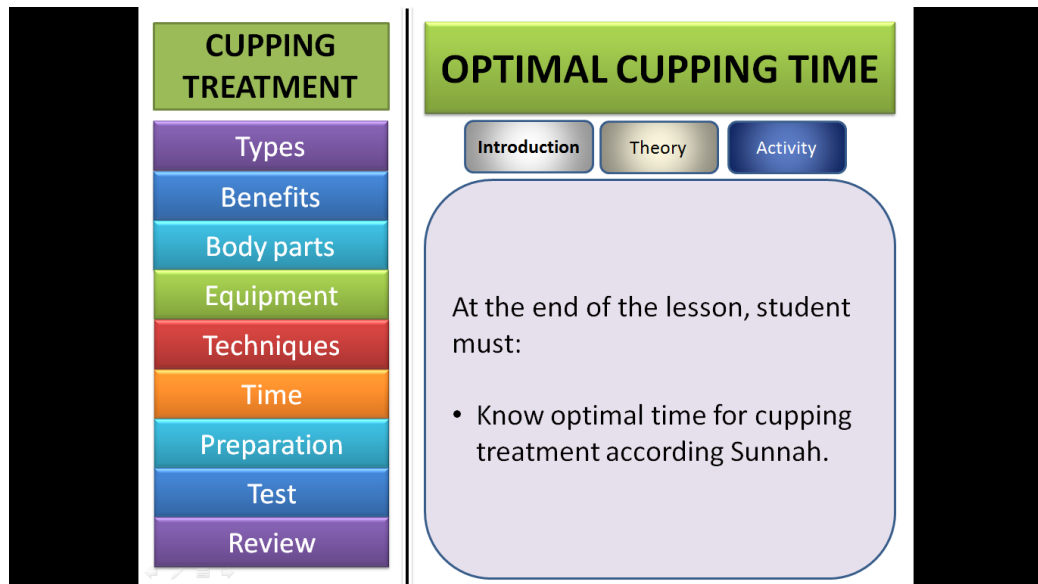 CUPPING
TREATMENT
Types
Benefits
Body parts
Equipment
Techniques
Time
Preparation
Test
Review
OPTIMAL CUPPING TIME
Introduction
Theory
Activity
At the end of the lesson, student
must:
• Know optimal time for cupping
treatment according Sunnah.